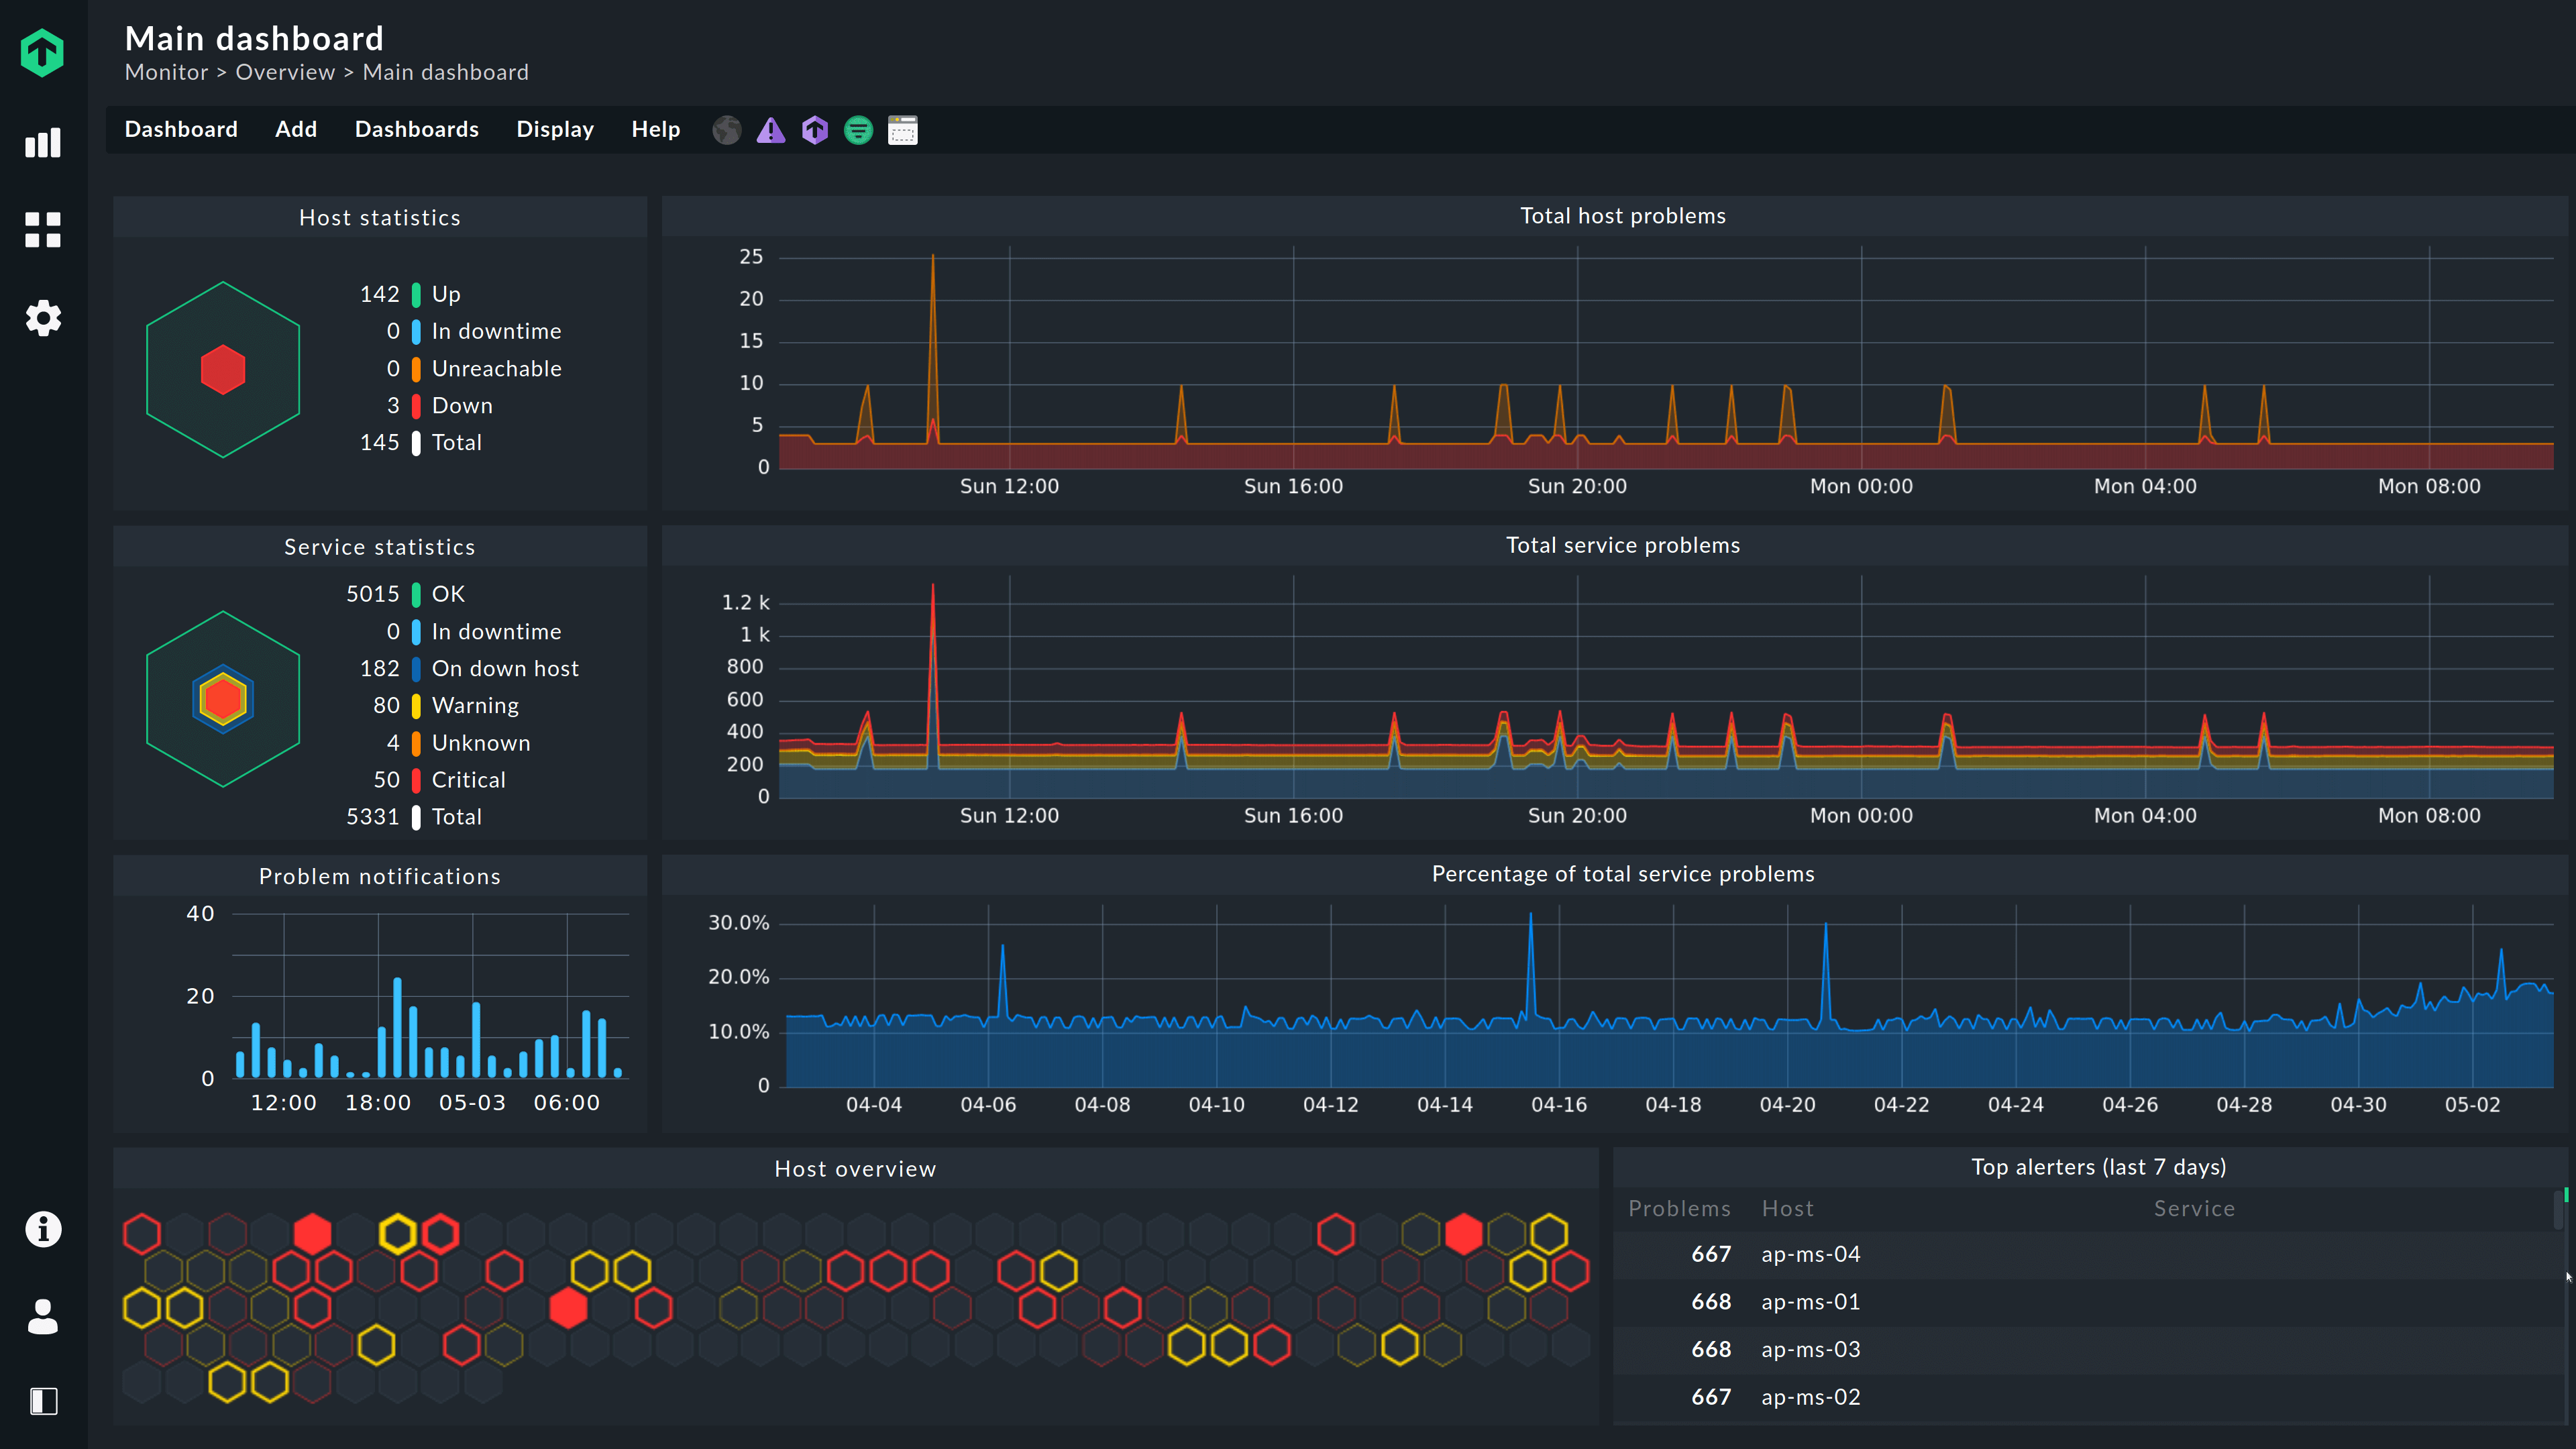 Main dashboard
Monitor > Overview > Main dashboard
Dashboard Add Dashboards Display Help
Host statistics
142 Up
0 In downtime
0 Unreachable
3 Down
145 Total
Total host problems
25
20
15
10
5
0
Sun 12:00 Sun 16:00 Sun 20:00 Mon 00:00 Mon 04:00 Mon 08:00
Service statistics
5015 OK
0 In downtime
182 On down host
80 Warning
4 Unknown
50 Critical
5331 Total
Total service problems
1.2 k
1 k
800
600
400
200
0
Sun 12:00 Sun 16:00 Sun 20:00 Mon 00:00 Mon 04:00 Mon 08:00
Problem notifications
40
20
0
12:00 18:00 05-03 06:00
Percentage of total service problems
30.0%
20.0%
10.0%
0
04-04 04-06 04-08 04-10 04-12 04-14 04-16 04-18 04-20 04-22 04-24 04-26 04-28 04-30 05-02
Host overview
Top alerters (last 7 days)
Problems Host Service
667 ap-ms-04
668 ap-ms-01
668 ap-ms-03
667 ap-ms-02